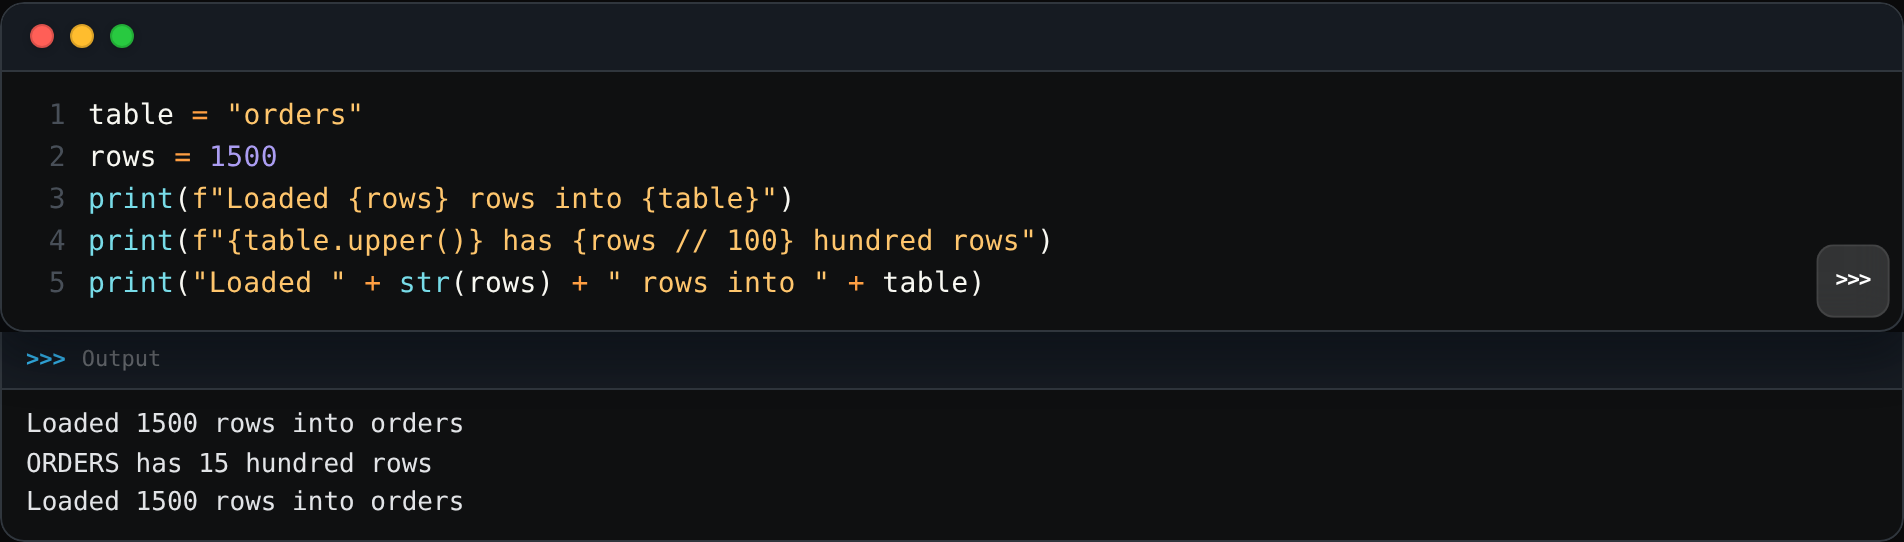 1 table = "orders"
2 rows = 1500
3 print(f"Loaded {rows} rows into {table}")
4 print(f"{table.upper()} has {rows // 100} hundred rows")
5 print("Loaded " + str(rows) + " rows into " + table)
>>>
>>> Output
Loaded 1500 rows into orders
ORDERS has 15 hundred rows
Loaded 1500 rows into orders